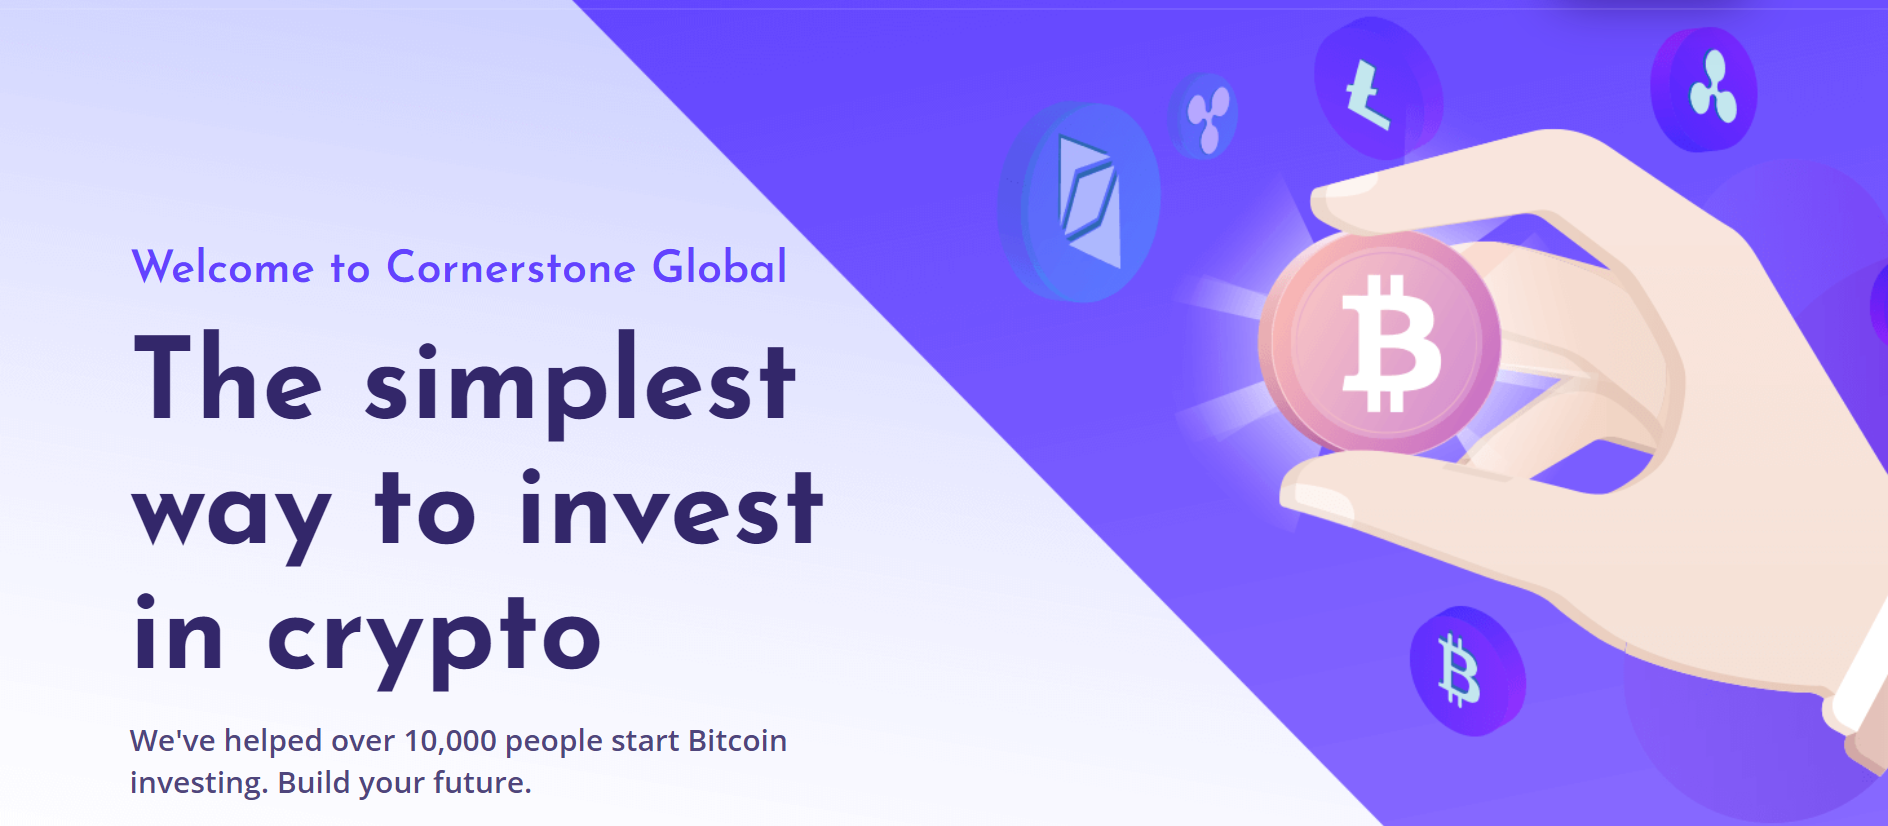 Welcome to Cornerstone Global
The simplest
way to invest
in crypto
We've helped over 10,000 people start Bitcoin
investing. Build your future.